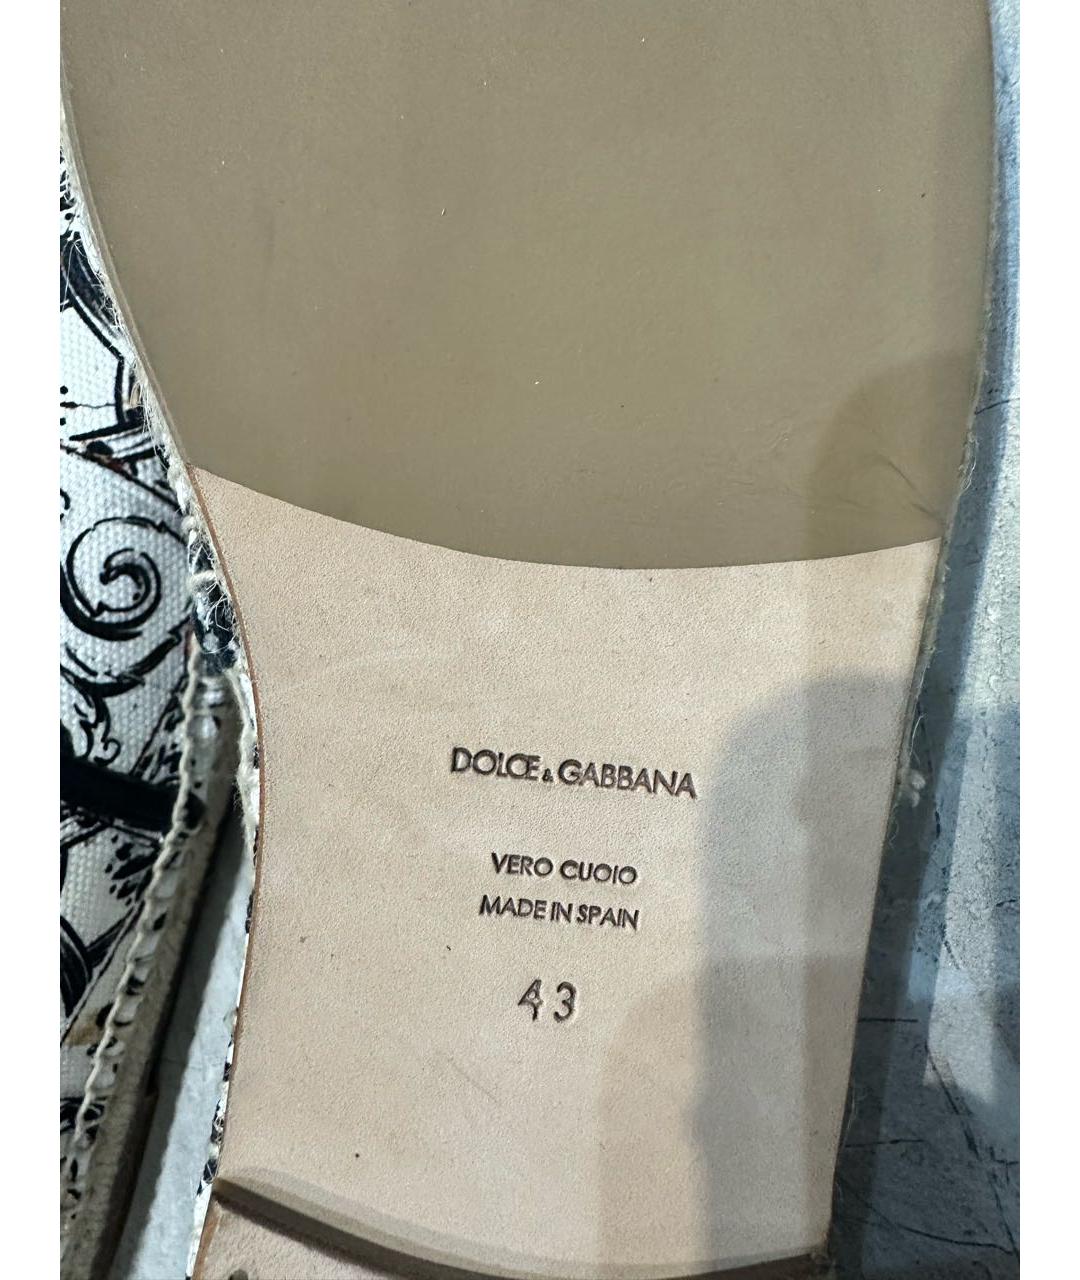 DOLCE & GABBANA
VERO CUOIO
MADE IN SPAIN
43